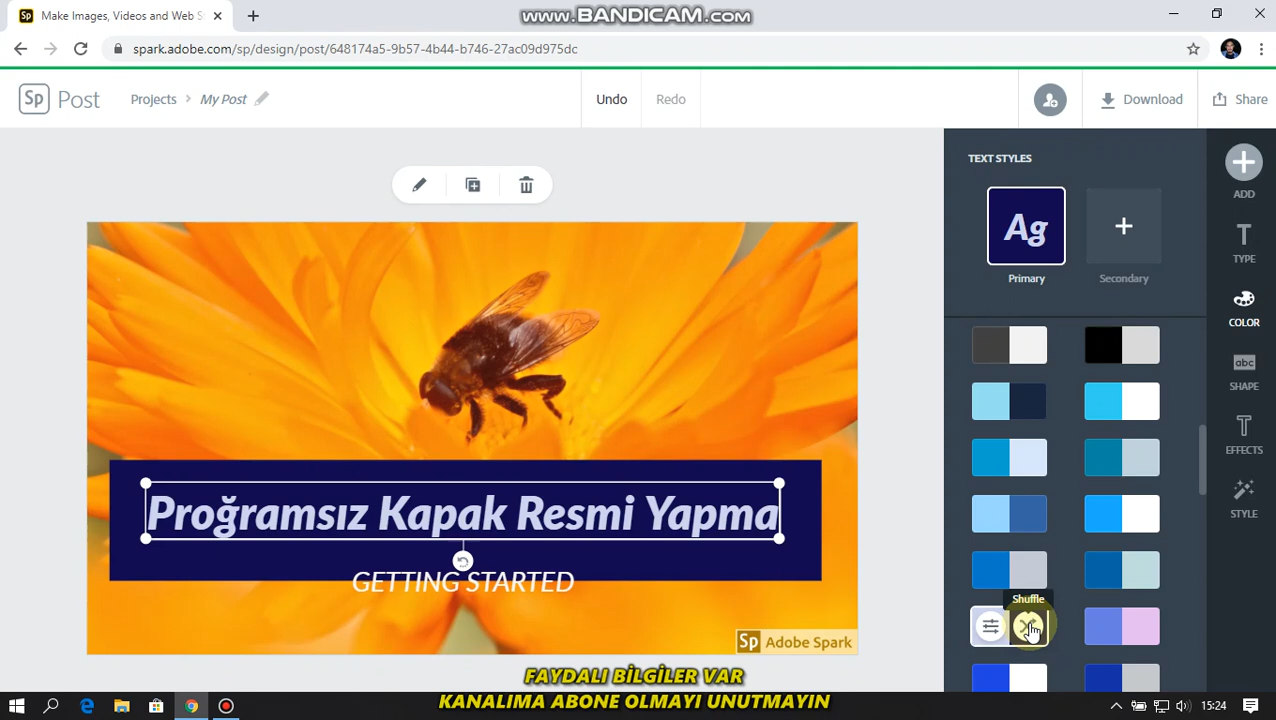 Make Images, Videos and Web S
www.BANDICAM.com
spark.adobe.com/sp/design/post/648174a5-9b57-4b44-b746-27ac09d975dc
Sp Post
Projects > My Post
Undo
Redo
Download
Share
TEXT STYLES
Ag
Primary
Secondary
ADD
TYPE
COLOR
abc
SHAPE
EFFECTS
STYLE
Shuffle
Proğramsız Kapak Resmi Yapma
GETTING STARTED
Sp Adobe Spark
FAYDALI BİLGİLER VAR
KANALIMA ABONE OLMAYI UNUTMAYIN
15:24